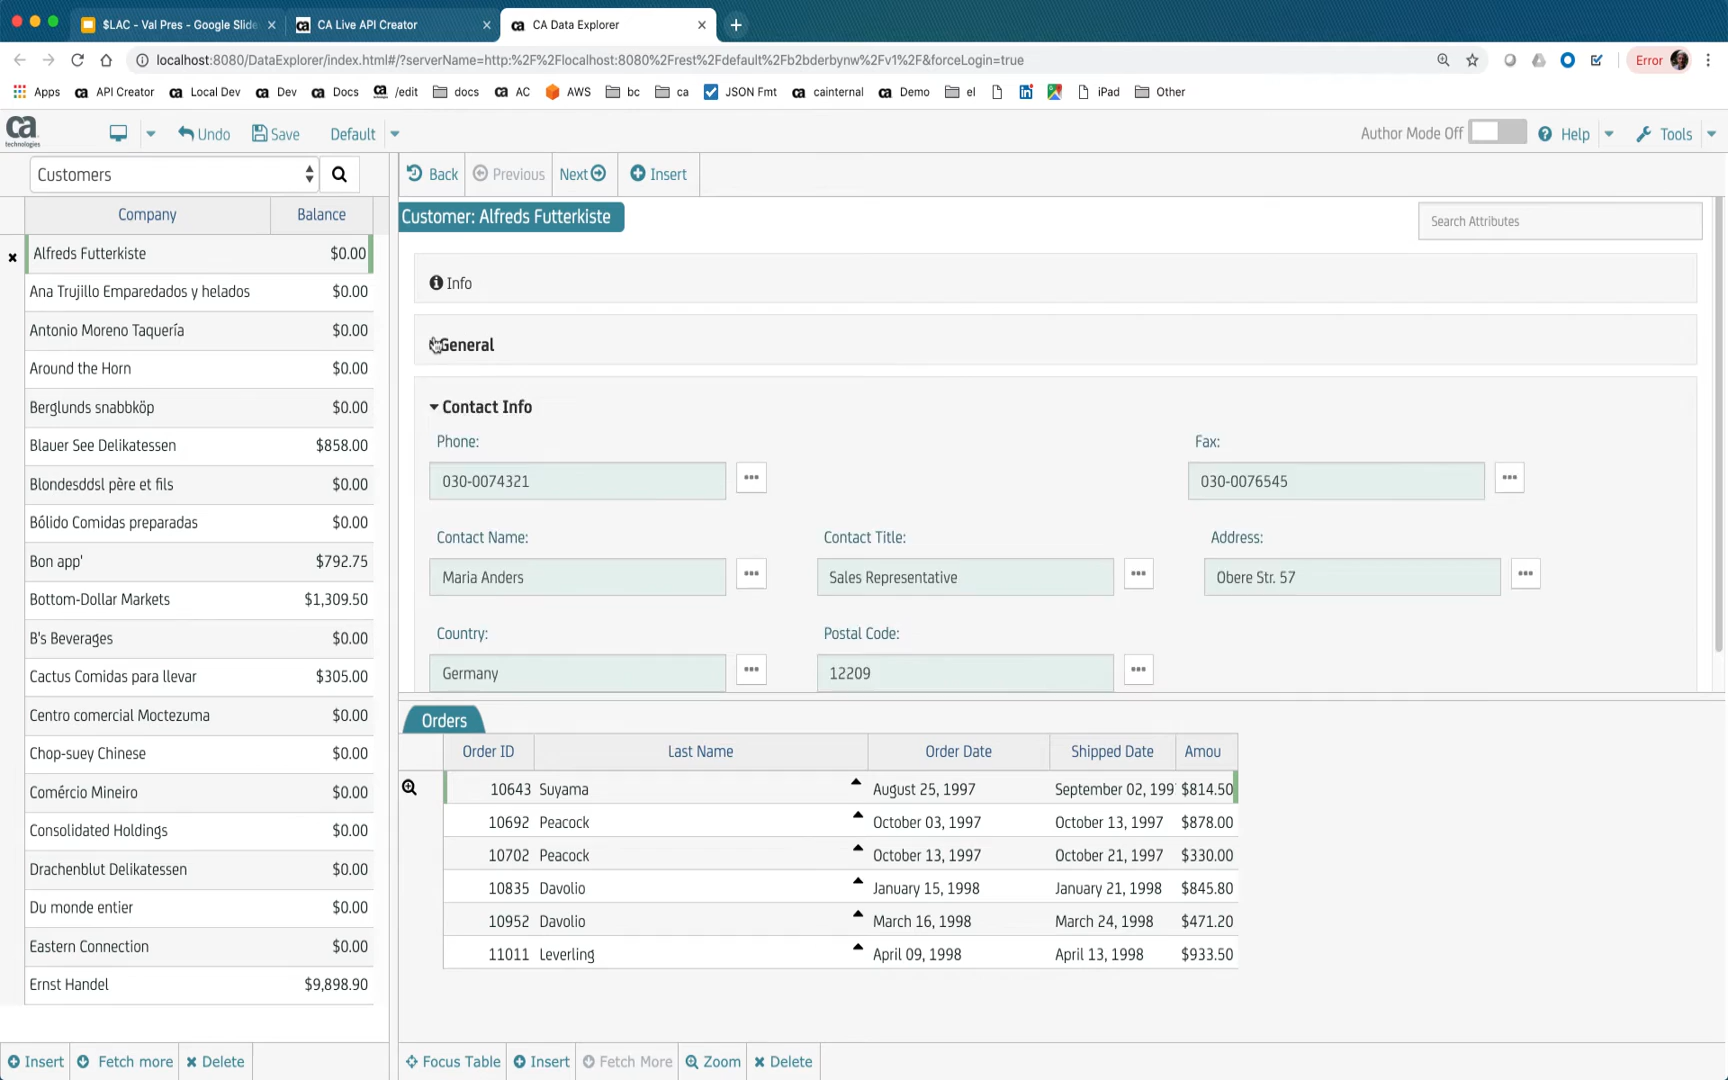 $LAC - Val Pres - Google Slide
CA Live API Creator
CA Data Explorer
localhost:8080/DataExplorer/index.html#/?serverName=http:%2F%2Flocalhost:8080%2Frest%2Fdefault%2Fb2bderbynw%2Fv1%2F&forceLogin=true
Error
Apps
API Creator
Local Dev
Dev
Docs
/edit
docs
AC
AWS
bc
ca
JSON Fmt
cainternal
Demo
el
iPad
Other
ca
technologies
Undo
Save
Default
Author Mode Off
Help
Tools
Customers
Back
Previous
Next
Insert
Company Balance
Alfreds Futterkiste $0.00
Ana Trujillo Emparedados y helados $0.00
Antonio Moreno Taquería $0.00
Around the Horn $0.00
Berglunds snabbköp $0.00
Blauer See Delikatessen $858.00
Blondesddsl père et fils $0.00
Bólido Comidas preparadas $0.00
Bon app' $792.75
Bottom-Dollar Markets $1,309.50
B's Beverages $0.00
Cactus Comidas para llevar $305.00
Centro comercial Moctezuma $0.00
Chop-suey Chinese $0.00
Comércio Mineiro $0.00
Consolidated Holdings $0.00
Drachenblut Delikatessen $0.00
Du monde entier $0.00
Eastern Connection $0.00
Ernst Handel $9,898.90
Insert
Fetch more
Delete
Customer: Alfreds Futterkiste
Search Attributes
Info
General
Contact Info
Phone: Fax:
030-0074321 030-0076545
Contact Name: Contact Title: Address:
Maria Anders Sales Representative Obere Str. 57
Country: Postal Code:
Germany 12209
Orders
Order ID Last Name Order Date Shipped Date Amou
10643 Suyama August 25, 1997 September 02, 199 $814.50
10692 Peacock October 03, 1997 October 13, 1997 $878.00
10702 Peacock October 13, 1997 October 21, 1997 $330.00
10835 Davolio January 15, 1998 January 21, 1998 $845.80
10952 Davolio March 16, 1998 March 24, 1998 $471.20
11011 Leverling April 09, 1998 April 13, 1998 $933.50
Focus Table
Insert
Fetch More
Zoom
Delete